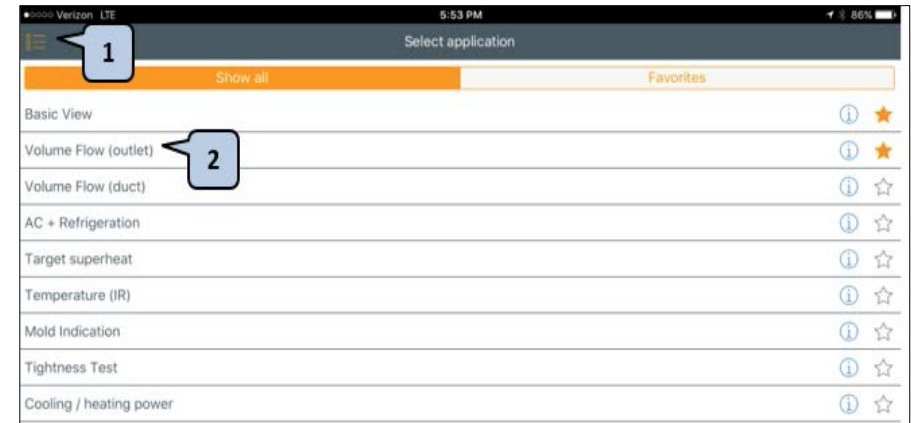 Verizon LTE 5:53 PM 86%
Select application
1
Show all Favorites
Basic View
Volume Flow (outlet)
2
Volume Flow (duct)
AC + Refrigeration
Target superheat
Temperature (IR)
Mold Indication
Tightness Test
Cooling / heating power